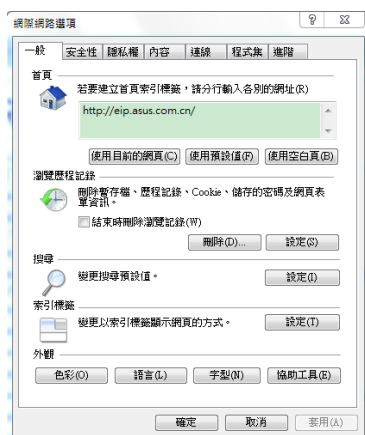 網際網路選項
一般 安全性 隱私權 內容 連線 程式集 進階
首頁
若要建立首頁索引標籤，請分行輸入各別的網址(R)
http://eip.asus.com.cn/
使用目前的網頁(C) 使用預設值(F) 使用空白頁(B)
瀏覽歷程記錄
刪除暫存檔、歷程記錄、Cookie、儲存的密碼及網頁表
單資訊。
結束時刪除瀏覽記錄(W)
刪除(D)... 設定(S)
搜尋
變更搜尋預設值。 設定(I)
索引標籤
變更以索引標籤顯示網頁的方式。 設定(T)
外觀
色彩(O) 語言(L) 字型(N) 協助工具(E)
確定 取消 套用(A)